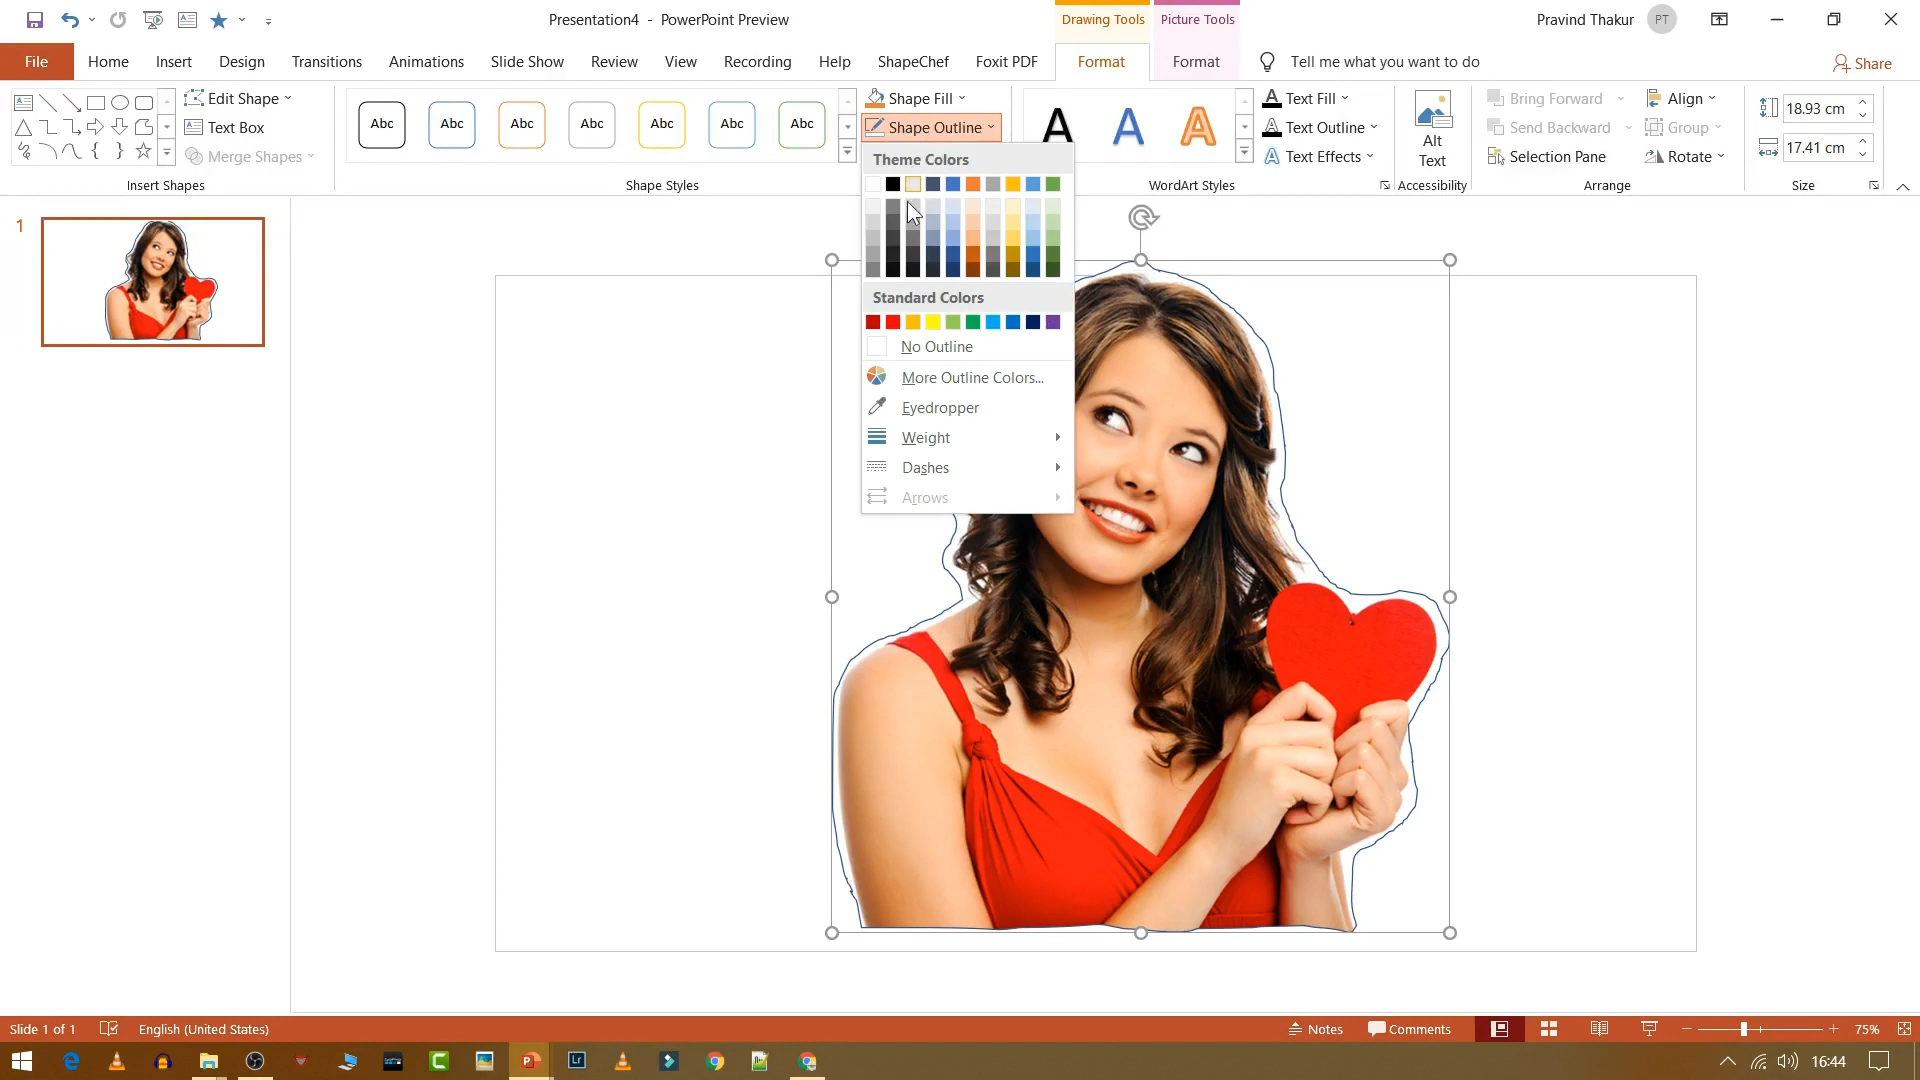 Presentation4 - PowerPoint Preview
Drawing Tools
Picture Tools
Pravind Thakur
PT
File
Home
Insert
Design
Transitions
Animations
Slide Show
Review
View
Recording
Help
ShapeChef
Foxit PDF
Format
Format
Tell me what you want to do
Share
Edit Shape
Text Box
Merge Shapes
Insert Shapes
Abc
Abc
Abc
Abc
Abc
Abc
Abc
Shape Styles
Shape Fill
Shape Outline
A
A
A
Text Fill
Text Outline
Text Effects
WordArt Styles
Alt
Text
Accessibility
Bring Forward
Send Backward
Selection Pane
Align
Group
Rotate
Arrange
18.93 cm
17.41 cm
Size
Theme Colors
Standard Colors
No Outline
More Outline Colors...
Eyedropper
Weight
Dashes
Arrows
1
Slide 1 of 1
English (United States)
Notes
Comments
75%
Lr
16:44